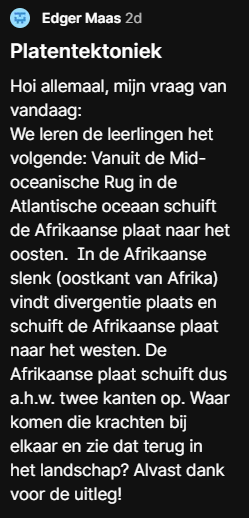 Edger Maas 2d
Platentektoniek
Hoi allemaal, mijn vraag van
vandaag:
We leren de leerlingen het
volgende: Vanuit de Mid-
oceanische Rug in de
Atlantische oceaan schuift
de Afrikaanse plaat naar het
oosten.  In de Afrikaanse
slenk (oostkant van Afrika)
vindt divergentie plaats en
schuift de Afrikaanse plaat
naar het westen. De
Afrikaanse plaat schuift dus
a.h.w. twee kanten op. Waar
komen die krachten bij
elkaar en zie dat terug in
het landschap? Alvast dank
voor de uitleg!